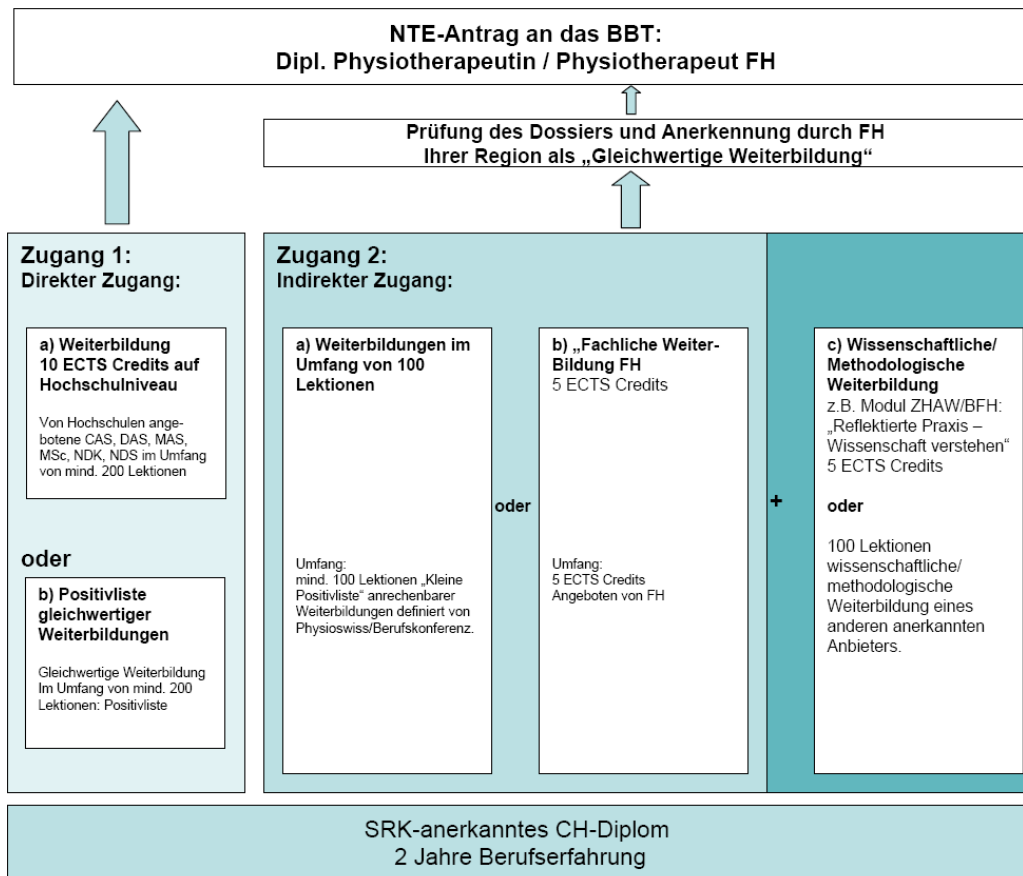 NTE-Antrag an das BBT:
Dipl. Physiotherapeutin / Physiotherapeut FH
Prüfung des Dossiers und Anerkennung durch FH
Ihrer Region als „Gleichwertige Weiterbildung“
Zugang 1:
Direkter Zugang:
a) Weiterbildung
10 ECTS Credits auf
Hochschulniveau
Von Hochschulen ange-
botene CAS, DAS, MAS,
MSc, NDK, NDS im Umfang
von mind. 200 Lektionen
oder
b) Positivliste
gleichwertiger
Weiterbildungen
Gleichwertige Weiterbildung
Im Umfang von mind. 200
Lektionen: Positivliste
Zugang 2:
Indirekter Zugang:
a) Weiterbildungen im
Umfang von 100
Lektionen
Umfang:
mind. 100 Lektionen „Kleine
Positivliste“ anrechenbarer
Weiterbildungen definiert von
Physioswiss/Berufskonferenz.
oder
b) „Fachliche Weiter-
Bildung FH
5 ECTS Credits
Umfang:
5 ECTS Credits
Angeboten von FH
+
c) Wissenschaftliche/
Methodologische
Weiterbildung
z.B. Modul ZHAW/BFH:
„Reflektierte Praxis –
Wissenschaft verstehen“
5 ECTS Credits
oder
100 Lektionen
wissenschaftliche/
methodologische
Weiterbildung eines
anderen anerkannten
Anbieters.
SRK-anerkanntes CH-Diplom
2 Jahre Berufserfahrung